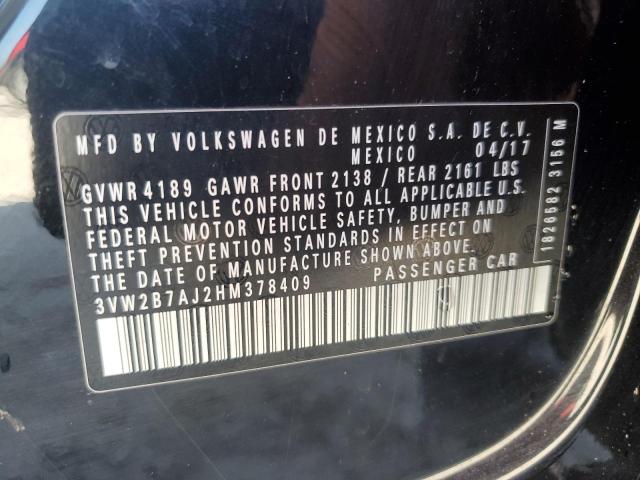 MFD BY VOLKSWAGEN DE MEXICO S.A. DE C.V.
MEXICO 04/17
GVWR 4189 GAWR FRONT 2138 / REAR 2161 LBS
THIS VEHICLE CONFORMS TO ALL APPLICABLE U.S.
FEDERAL MOTOR VEHICLE SAFETY, BUMPER AND
THEFT PREVENTION STANDARDS IN EFFECT ON
THE DATE OF MANUFACTURE SHOWN ABOVE.
3VW2B7AJ2HM378409 PASSENGER CAR
1826582 3156 M